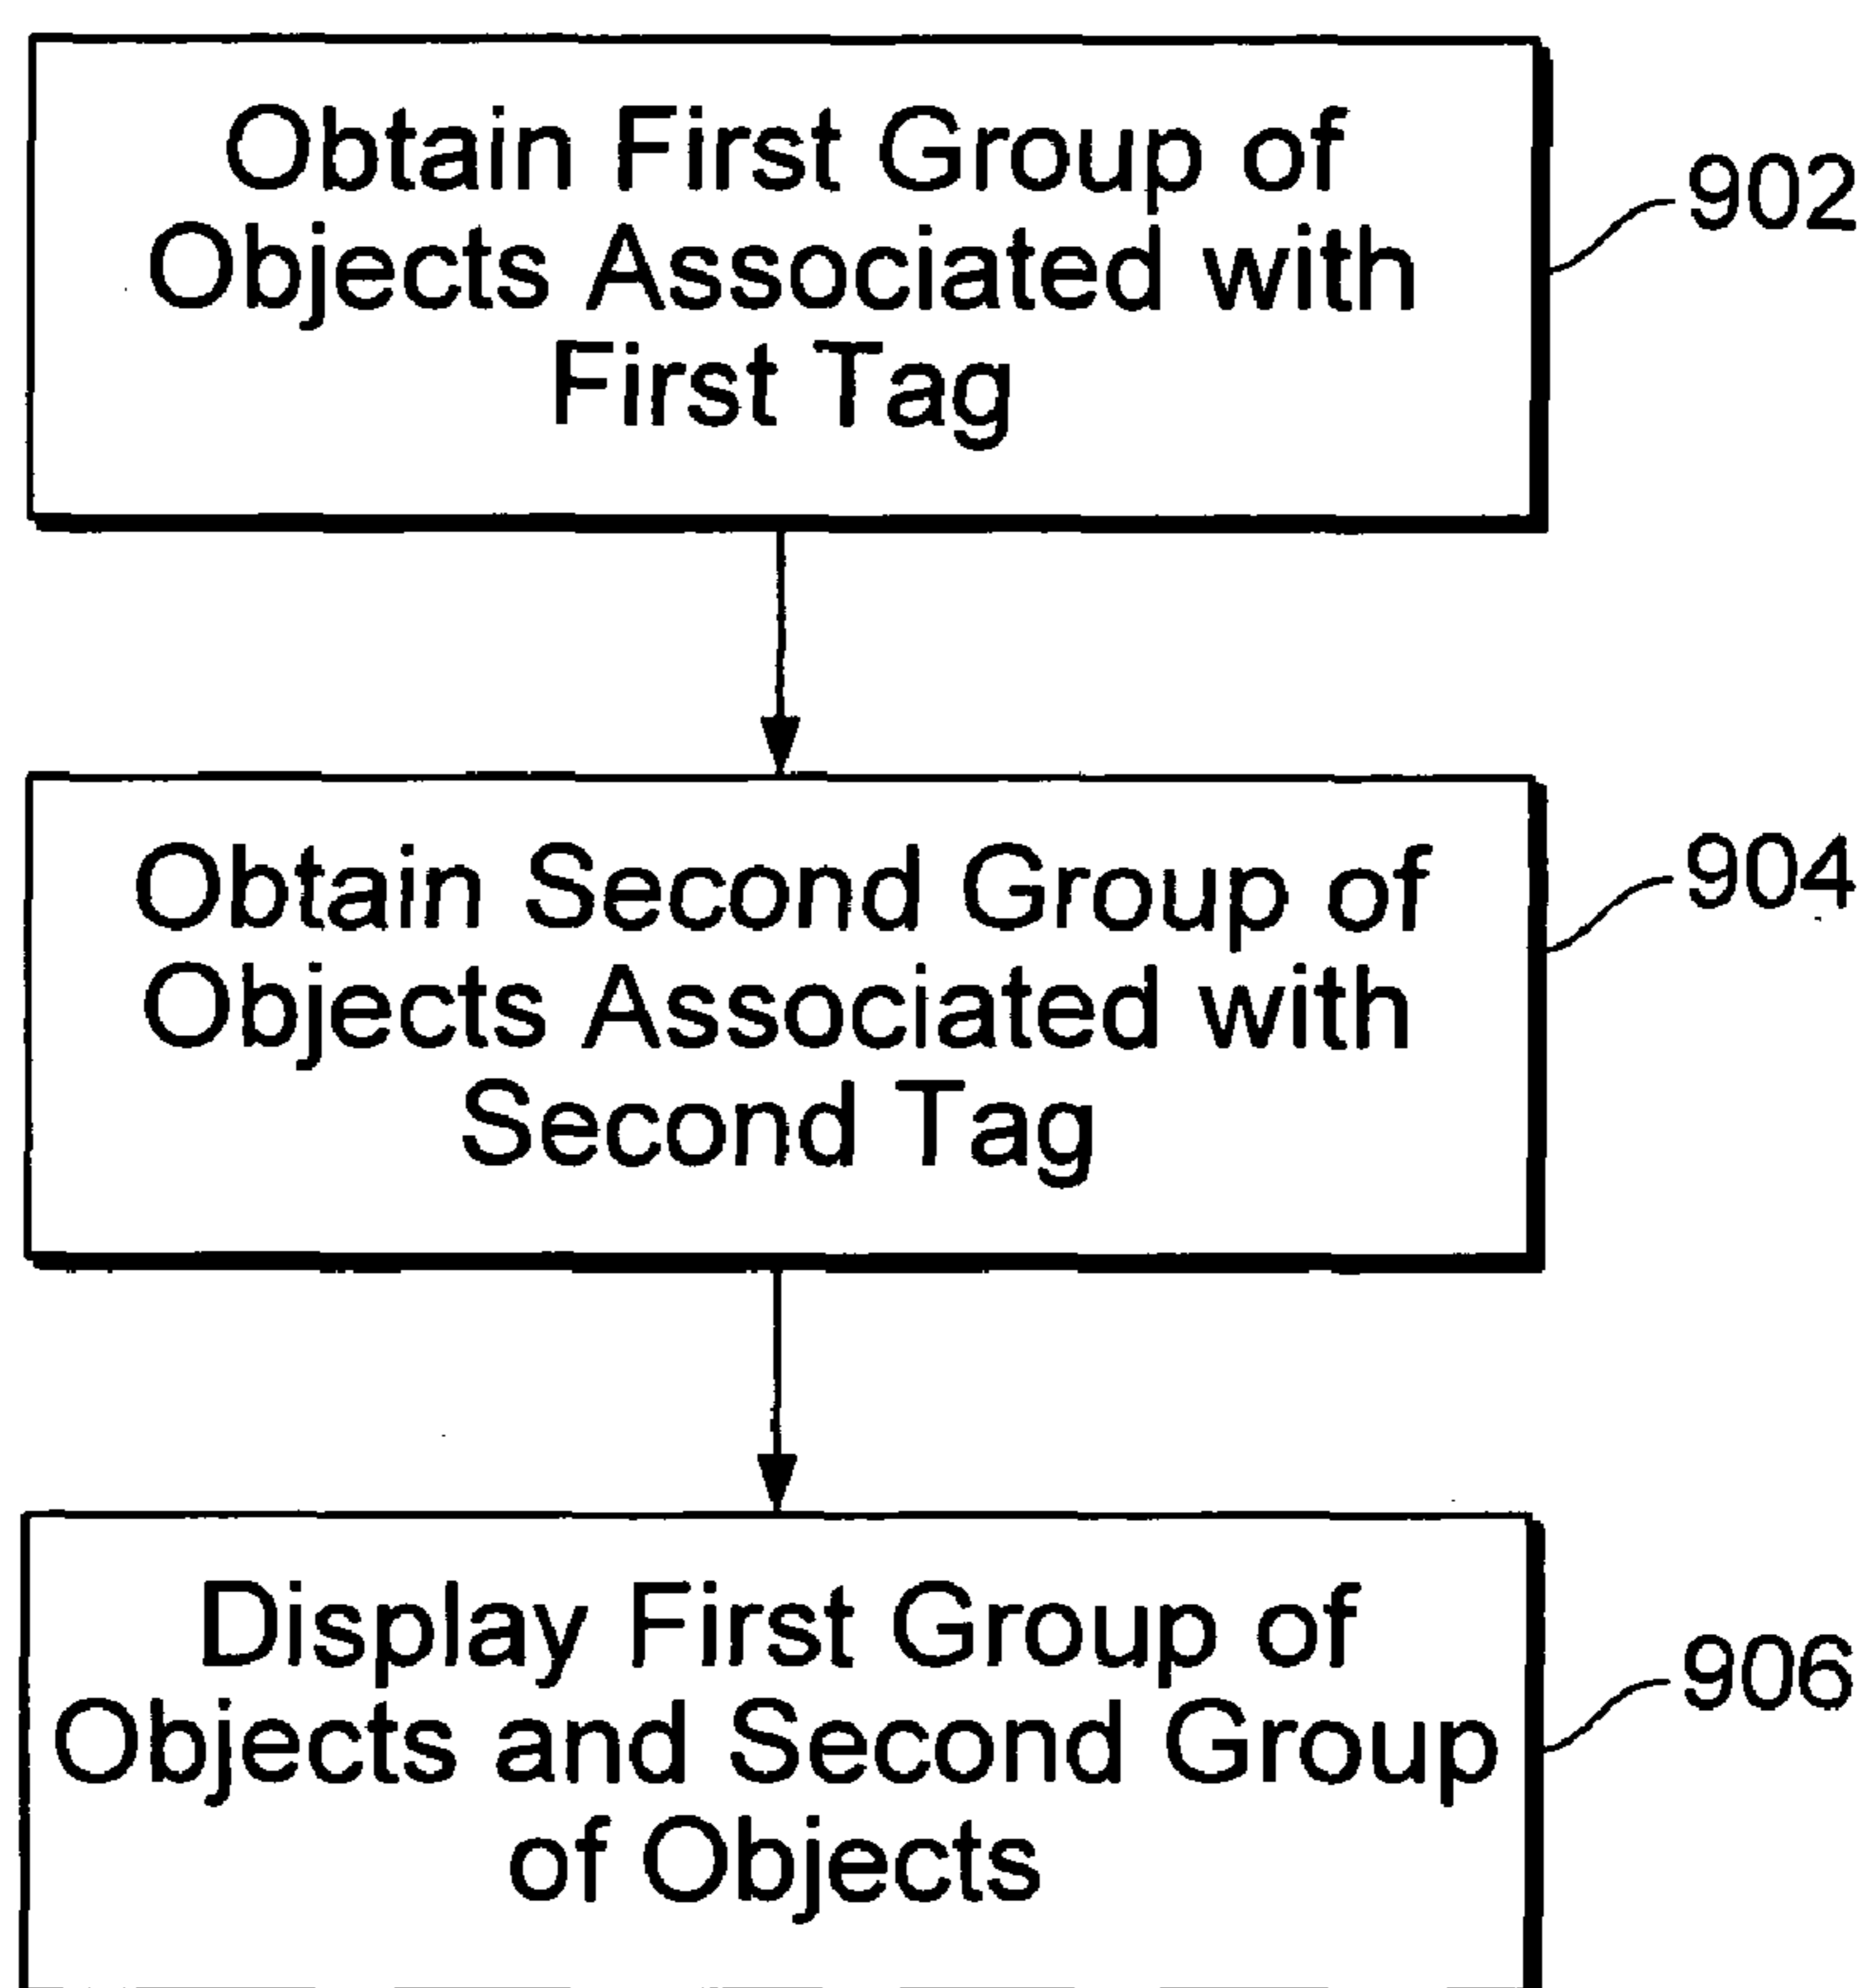 Obtain First Group of
Objects Associated with
First Tag
902
Obtain Second Group of
Objects Associated with
Second Tag
904
Display First Group of
Objects and Second Group
of Objects
906